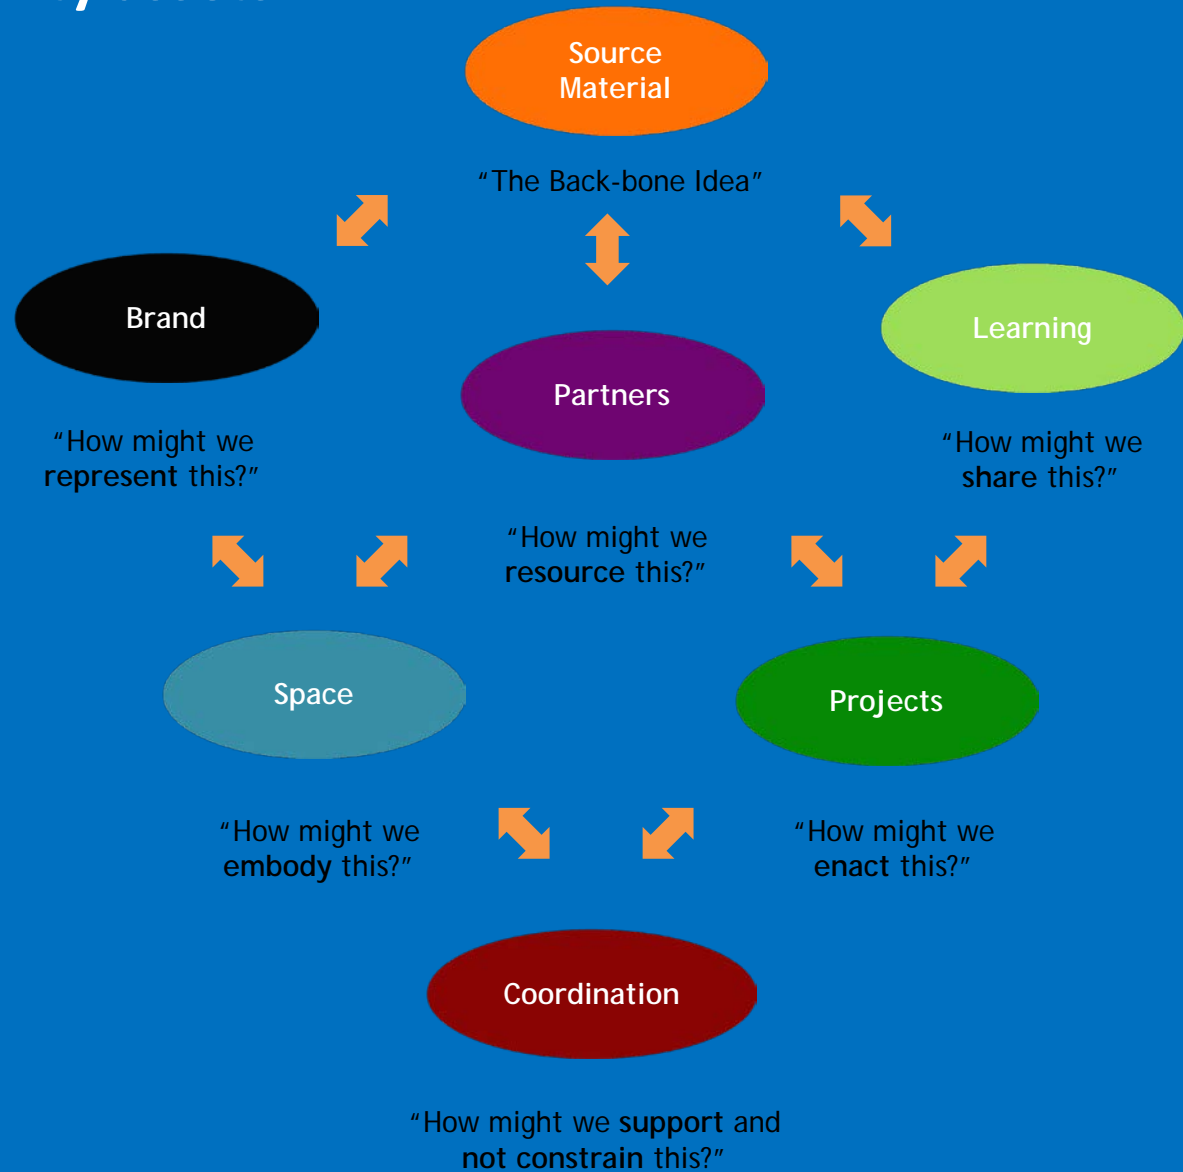 Source
Material
“The Back-bone Idea”
Brand
Learning
Partners
“How might we
represent this?”
“How might we
share this?”
“How might we
resource this?”
Space
Projects
“How might we
embody this?”
“How might we
enact this?”
Coordination
“How might we support and
not constrain this?”